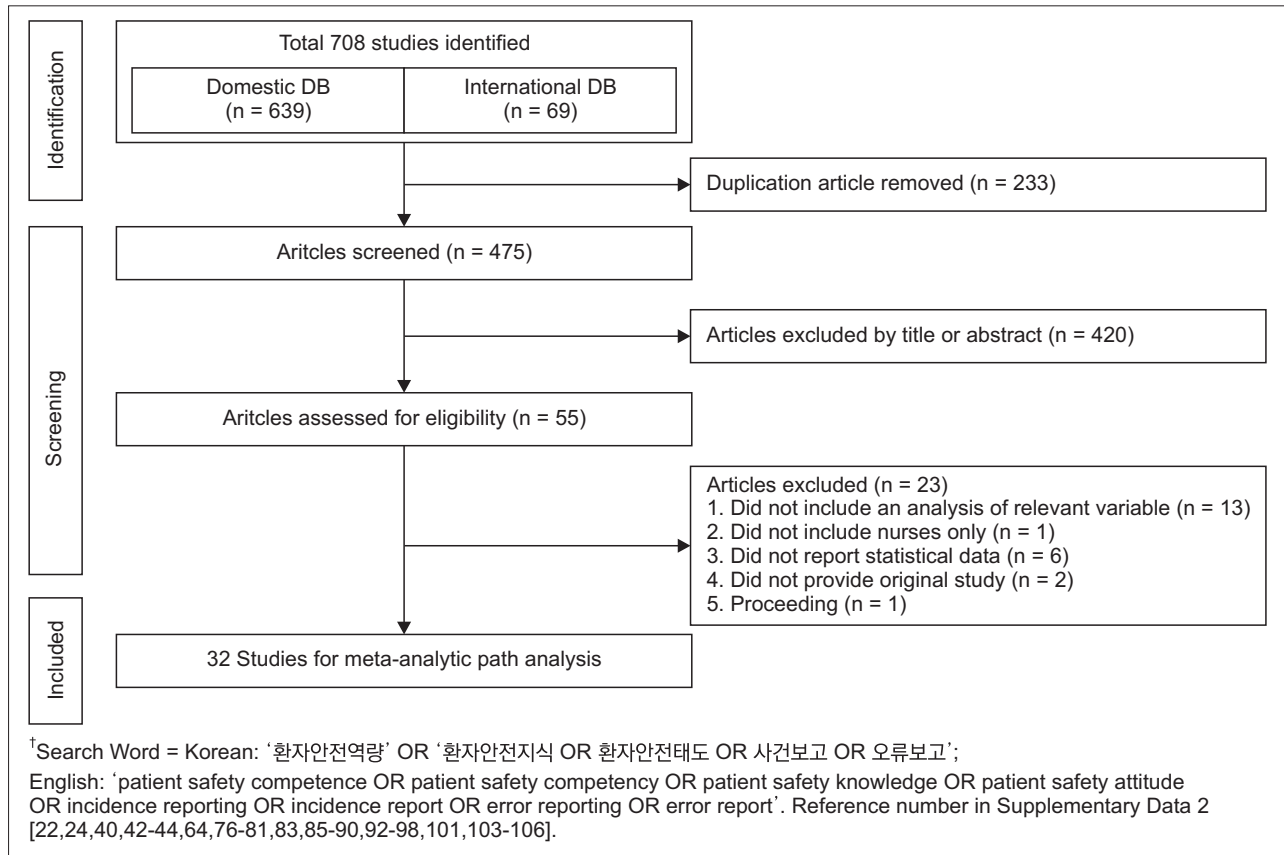 Identification
Total 708 studies identified
Domestic DB
(n = 639)
International DB
(n = 69)
Duplication article removed (n = 233)
Screening
Aritcles screened (n = 475)
Articles excluded by title or abstract (n = 420)
Aritcles assessed for eligibility (n = 55)
Articles excluded (n = 23)
1. Did not include an analysis of relevant variable (n = 13)
2. Did not include nurses only (n = 1)
3. Did not report statistical data (n = 6)
4. Did not provide original study (n = 2)
5. Proceeding (n = 1)
Included
32 Studies for meta-analytic path analysis
†Search Word = Korean: ‘환자안전역량’ OR ‘환자안전지식 OR 환자안전태도 OR 사건보고 OR 오류보고’;
English: ‘patient safety competence OR patient safety competency OR patient safety knowledge OR patient safety attitude
OR incidence reporting OR incidence report OR error reporting OR error report’. Reference number in Supplementary Data 2
[22,24,40,42-44,64,76-81,83,85-90,92-98,101,103-106].